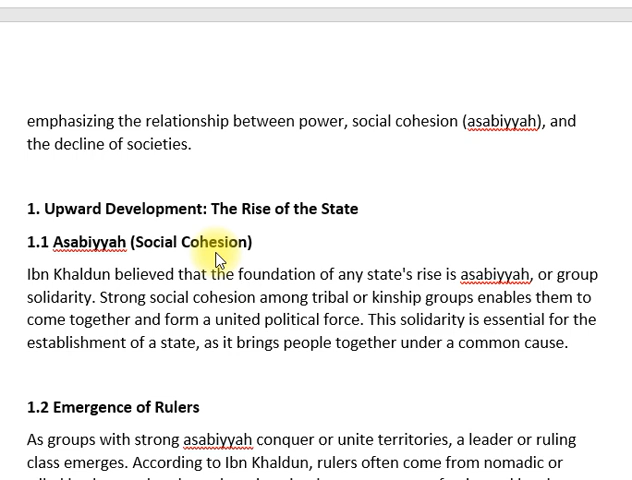 emphasizing the relationship between power, social cohesion (asabiyyah), and
the decline of societies.
1. Upward Development: The Rise of the State
1.1 Asabiyyah (Social Cohesion)
Ibn Khaldun believed that the foundation of any state's rise is asabiyyah, or group
solidarity. Strong social cohesion among tribal or kinship groups enables them to
come together and form a united political force. This solidarity is essential for the
establishment of a state, as it brings people together under a common cause.
1.2 Emergence of Rulers
As groups with strong asabiyyah conquer or unite territories, a leader or ruling
class emerges. According to Ibn Khaldun, rulers often come from nomadic or